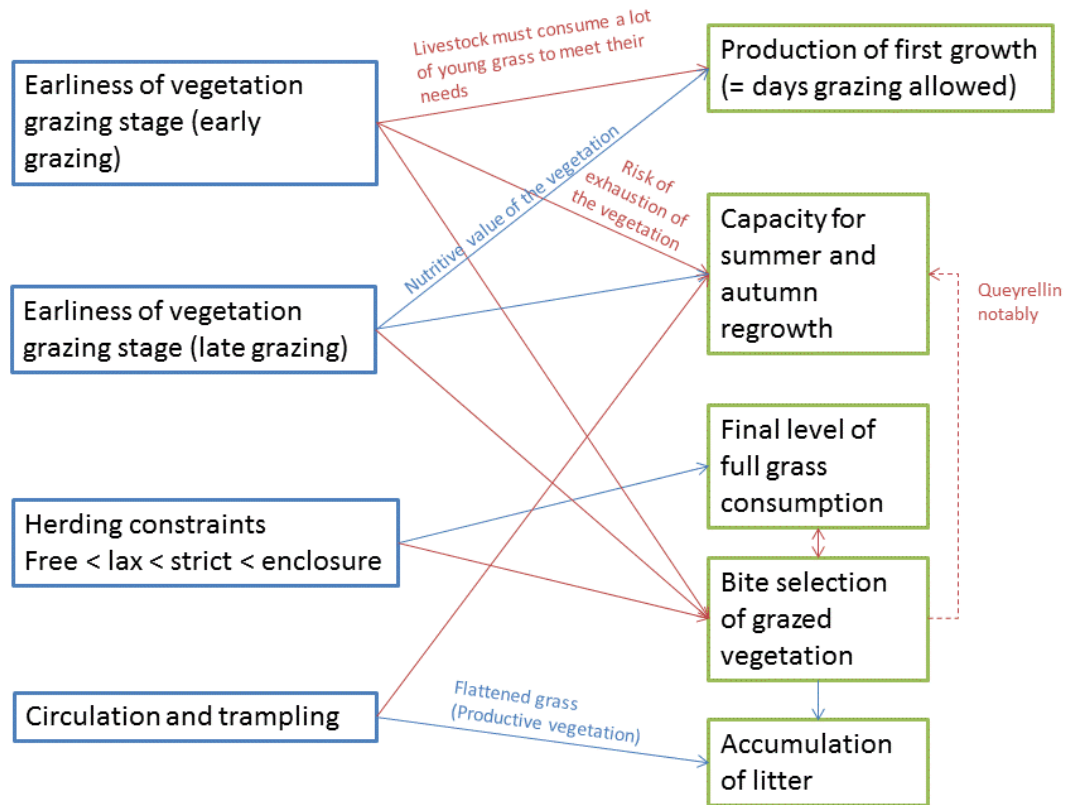 Livestock must consume a lot
of young grass to meet their
needs
Earliness of vegetation
grazing stage (early
grazing)
Production of first growth
(= days grazing allowed)
Nutritive value of the vegetation
Risk of
exhaustion of
the vegetation
Capacity for
summer and
autumn
regrowth
Queyrellin
notably
Earliness of vegetation
grazing stage (late grazing)
Final level of
full grass
consumption
Herding constraints
Free < lax < strict < enclosure
Bite selection
of grazed
vegetation
Circulation and trampling
Flattened grass
(Productive vegetation)
Accumulation
of litter